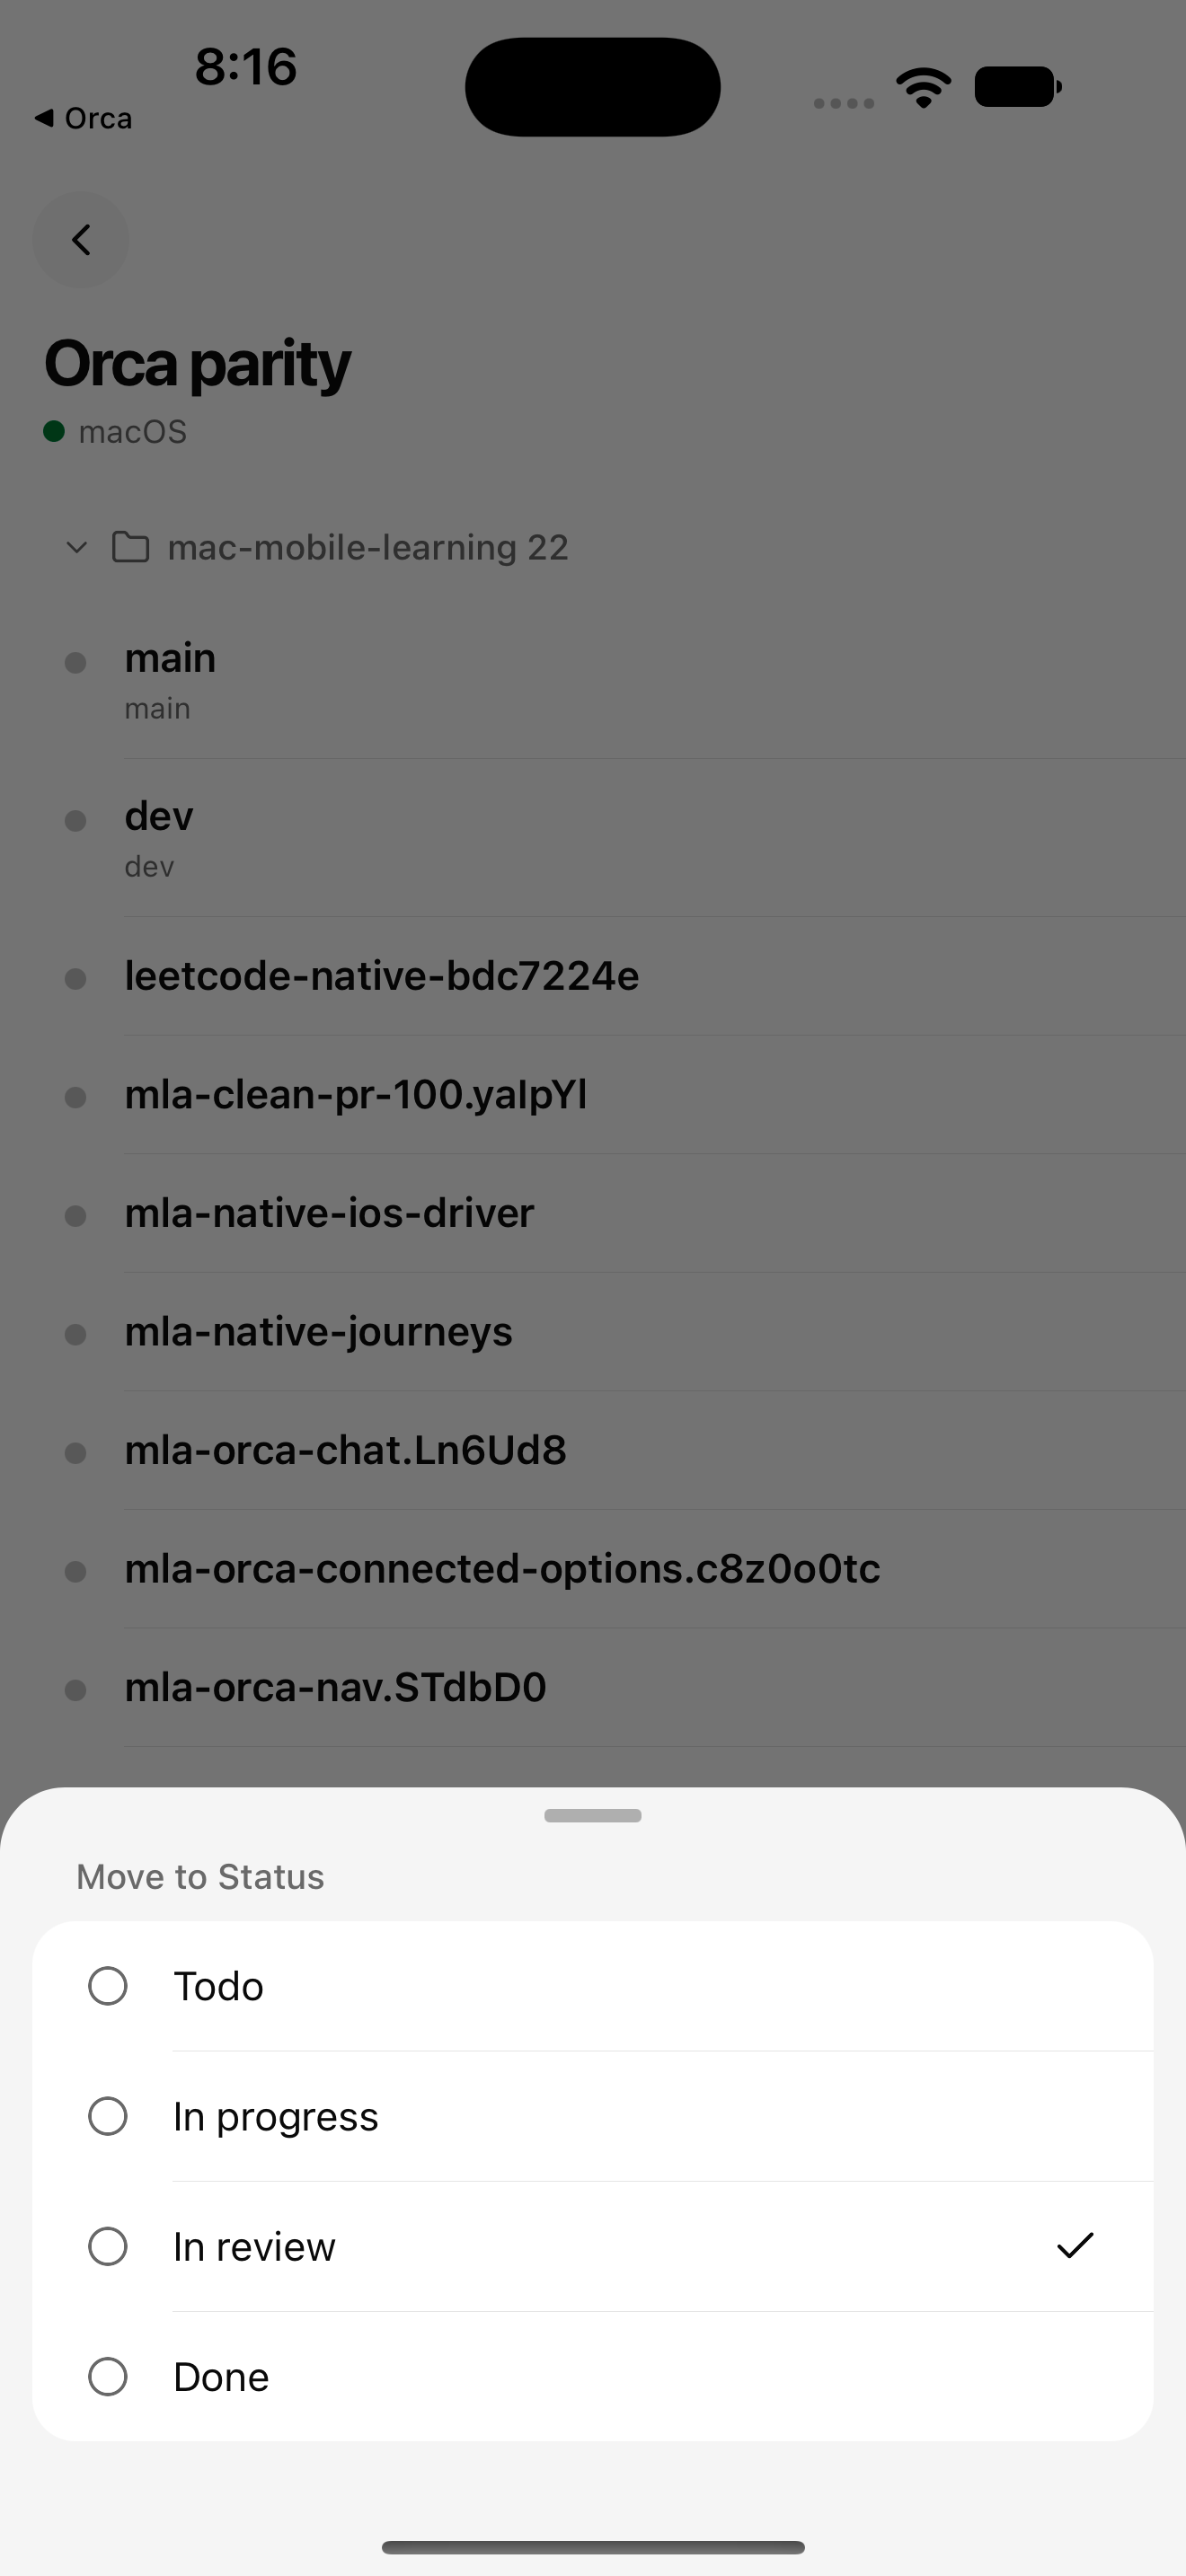 8:16
Orca
Orca parity
macOS
mac-mobile-learning 22
main
main
dev
dev
leetcode-native-bdc7224e
mla-clean-pr-100.yaIpYI
mla-native-ios-driver
mla-native-journeys
mla-orca-chat.Ln6Ud8
mla-orca-connected-options.c8z0o0tc
mla-orca-nav.STdbD0
Move to Status
Todo
In progress
In review
Done